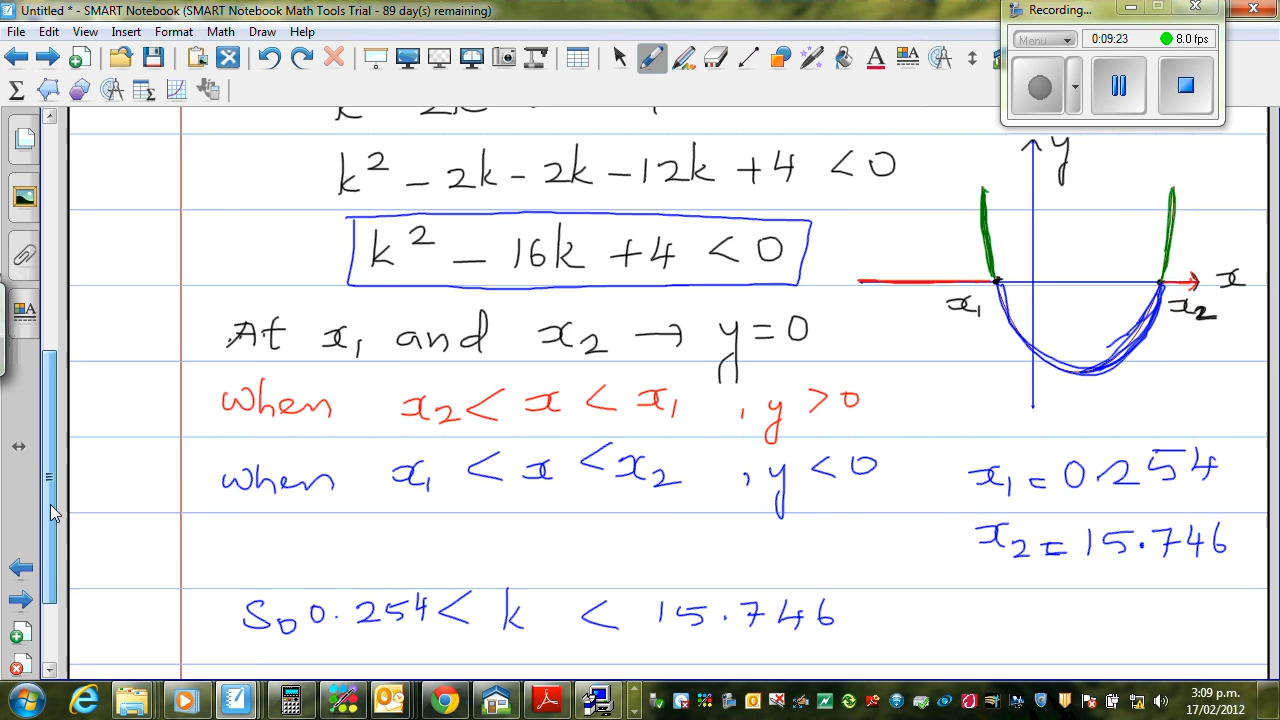 Untitled * - SMART Notebook (SMART Notebook Math Tools Trial - 89 day(s) remaining)
Recording...
File Edit View Insert Format Math Draw Help
Menu 0:09:23 8.0 fps
k² - 2k - 2k - 12k + 4 < 0
y
k² - 16k + 4 < 0
x
x₁ x₂
At x₁ and x₂ → y = 0
when x₂ < x < x₁ , y > 0
when x₁ < x < x₂ , y < 0
x₁ = 0.254
x₂ = 15.746
So 0.254 < k < 15.746
3:09 p.m.
17/02/2012